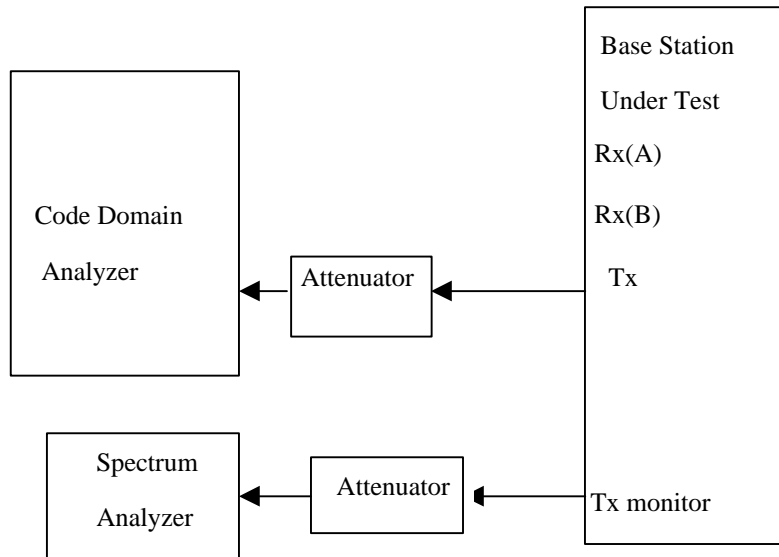 Base Station
Under Test
Rx(A)
Rx(B)
Tx
Code Domain
Analyzer
Attenuator
Spectrum
Analyzer
Attenuator
Tx monitor